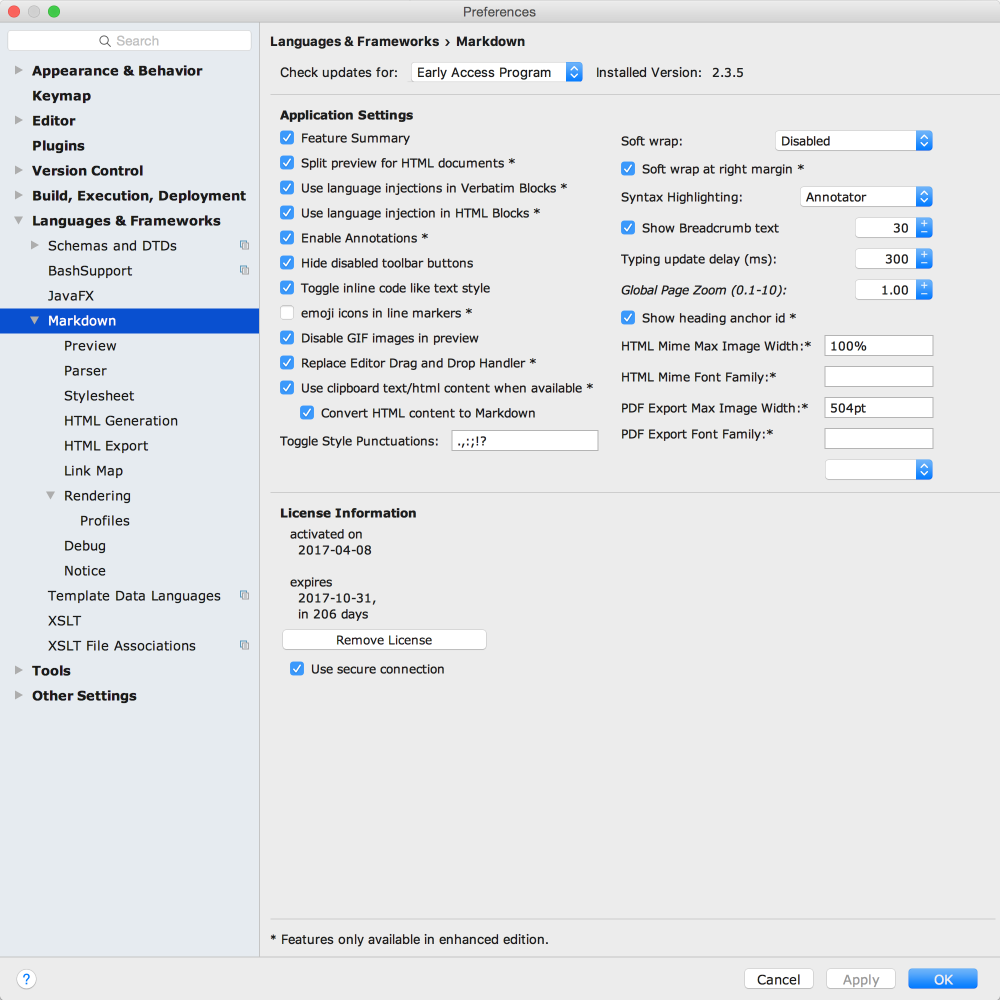 Preferences
Search
Appearance & Behavior
Keymap
Editor
Plugins
Version Control
Build, Execution, Deployment
Languages & Frameworks
Schemas and DTDs
BashSupport
JavaFX
Markdown
Preview
Parser
Stylesheet
HTML Generation
HTML Export
Link Map
Rendering
Profiles
Debug
Notice
Template Data Languages
XSLT
XSLT File Associations
Tools
Other Settings
Languages & Frameworks › Markdown
Check updates for: Early Access Program Installed Version: 2.3.5
Application Settings
Feature Summary
Split preview for HTML documents *
Use language injections in Verbatim Blocks *
Use language injection in HTML Blocks *
Enable Annotations *
Hide disabled toolbar buttons
Toggle inline code like text style
emoji icons in line markers *
Disable GIF images in preview
Replace Editor Drag and Drop Handler *
Use clipboard text/html content when available *
Convert HTML content to Markdown
Toggle Style Punctuations: .,:;!?
Soft wrap: Disabled
Soft wrap at right margin *
Syntax Highlighting: Annotator
Show Breadcrumb text 30
Typing update delay (ms): 300
Global Page Zoom (0.1-10): 1.00
Show heading anchor id *
HTML Mime Max Image Width:* 100%
HTML Mime Font Family:*
PDF Export Max Image Width:* 504pt
PDF Export Font Family:*
License Information
activated on
2017-04-08
expires
2017-10-31,
in 206 days
Remove License
Use secure connection
* Features only available in enhanced edition.
? Cancel Apply OK